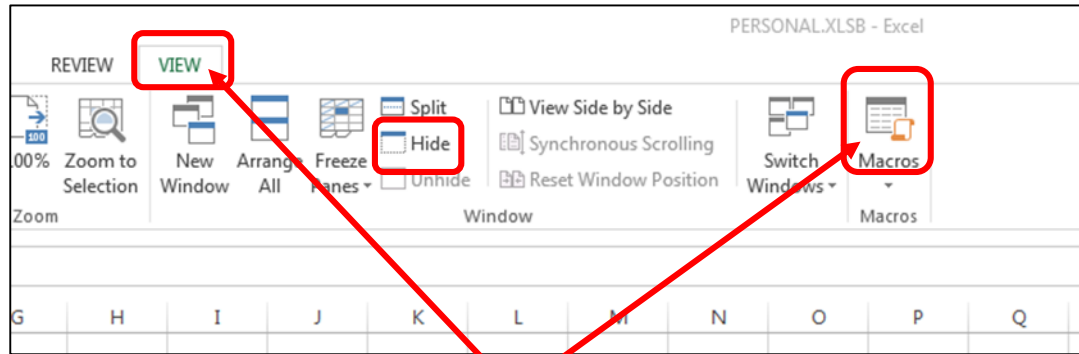 PERSONAL.XLSB - Excel
REVIEW VIEW
Split
View Side by Side
100
Hide
Synchronous Scrolling
.00% Zoom to Selection
New Window
Arrange All
Freeze Panes
Unhide
Reset Window Position
Switch Windows
Macros
Zoom
Window
Macros
G H I J K L M N O P Q